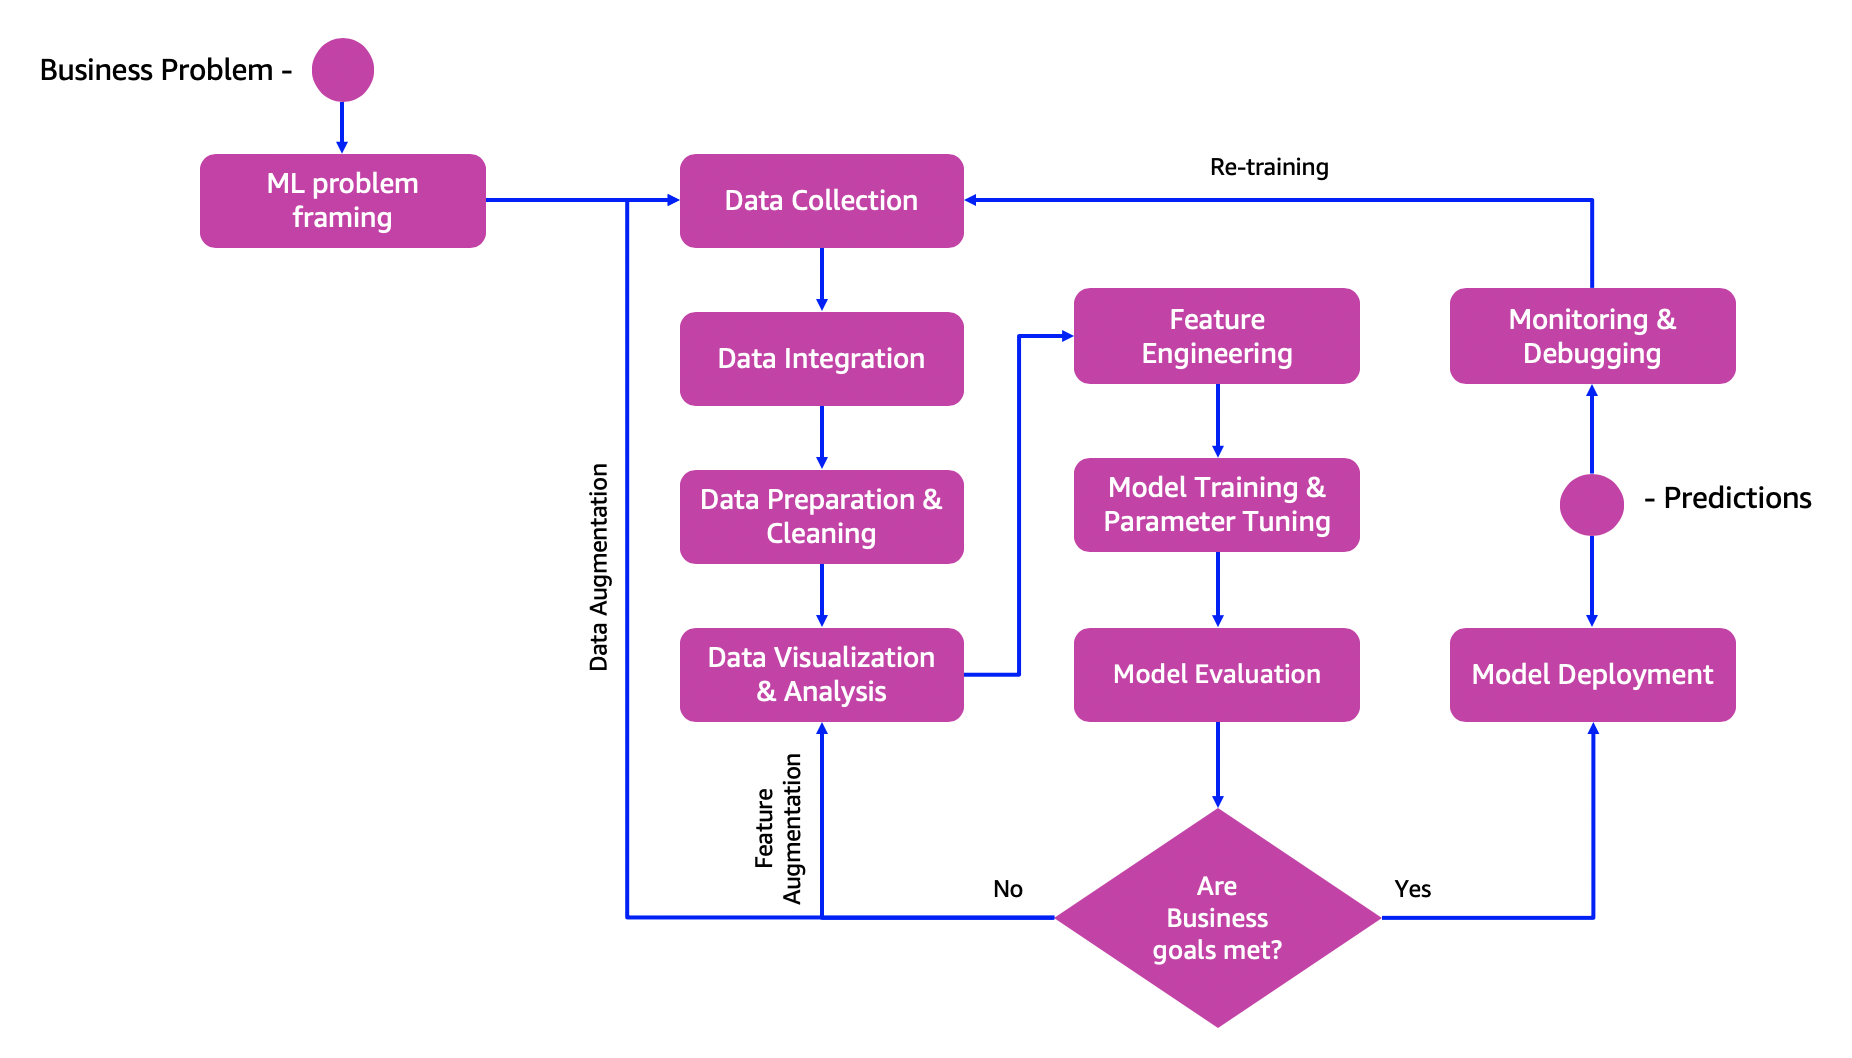 Business Problem -
ML problem
framing
Data Collection
Re-training
Data Integration
Feature
Engineering
Monitoring &
Debugging
Data Preparation &
Cleaning
Model Training &
Parameter Tuning
- Predictions
Data Augmentation
Data Visualization
& Analysis
Model Evaluation
Model Deployment
Feature
Augmentation
No
Are
Business
goals met?
Yes